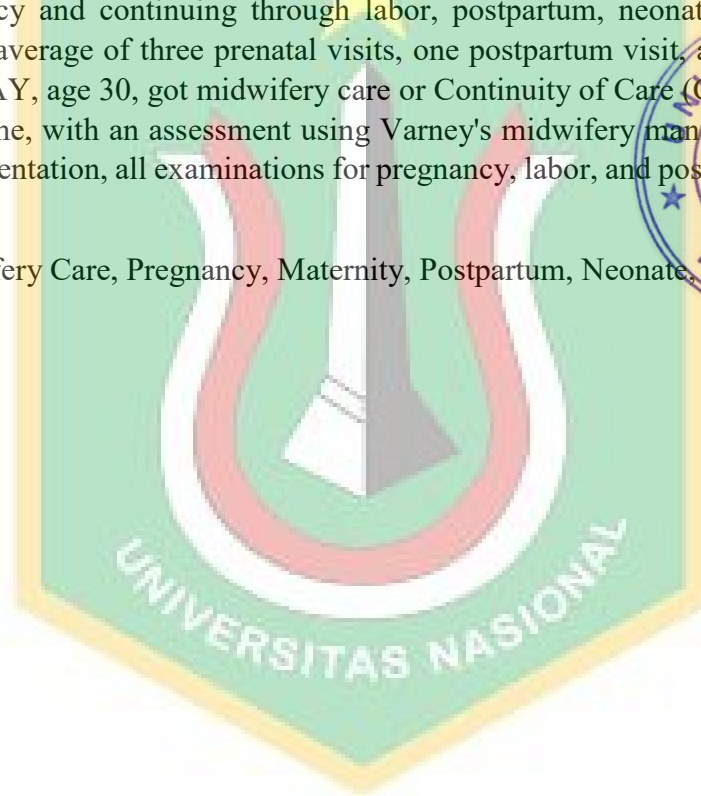 cy and continuing through labor, postpartum, neonat
average of three prenatal visits, one postpartum visit, a
AY, age 30, got midwifery care or Continuity of Care (C
ne, with an assessment using Varney's midwifery man
entation, all examinations for pregnancy, labor, and pos
fery Care, Pregnancy, Maternity, Postpartum, Neonate,
UNIVERSITAS NASIONAL